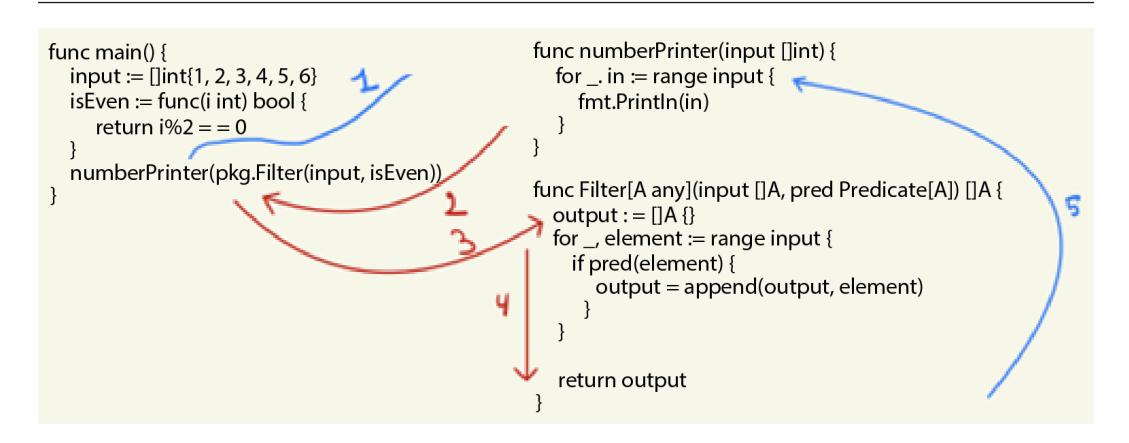 func main() {
input := []int{1, 2, 3, 4, 5, 6}
isEven := func(i int) bool {
return i%2 = = 0
}
numberPrinter(pkg.Filter(input, isEven))
}
1
2
3
4
func numberPrinter(input []int) {
for _. in := range input {
fmt.Println(in)
}
}
func Filter[A any](input []A, pred Predicate[A]) []A {
output : = []A {}
for _, element := range input {
if pred(element) {
output = append(output, element)
}
}
return output
}
5